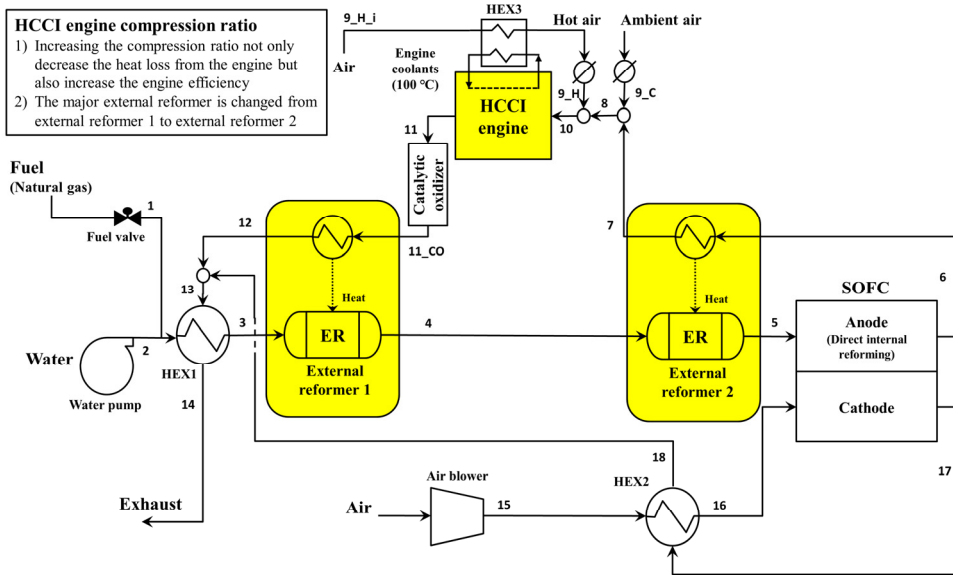 HCCI engine compression ratio
1) Increasing the compression ratio not only
decrease the heat loss from the engine but
also increase the engine efficiency
2) The major external reformer is changed from
external reformer 1 to external reformer 2
9_H_i
HEX3
Hot air
Ambient air
Air
Engine
coolants
(100 °C)
9_H
9_C
HCCI
engine
10
8
11
Catalytic
oxidizer
Fuel
(Natural gas)
1
Fuel valve
12
11_CO
7
6
13
Heat
Heat
SOFC
3
ER
4
ER
5
Anode
(Direct internal
reforming)
Water
2
HEX1
External
reformer 1
External
reformer 2
Water pump
14
Cathode
18
17
Air blower
HEX2
Exhaust
Air
15
16